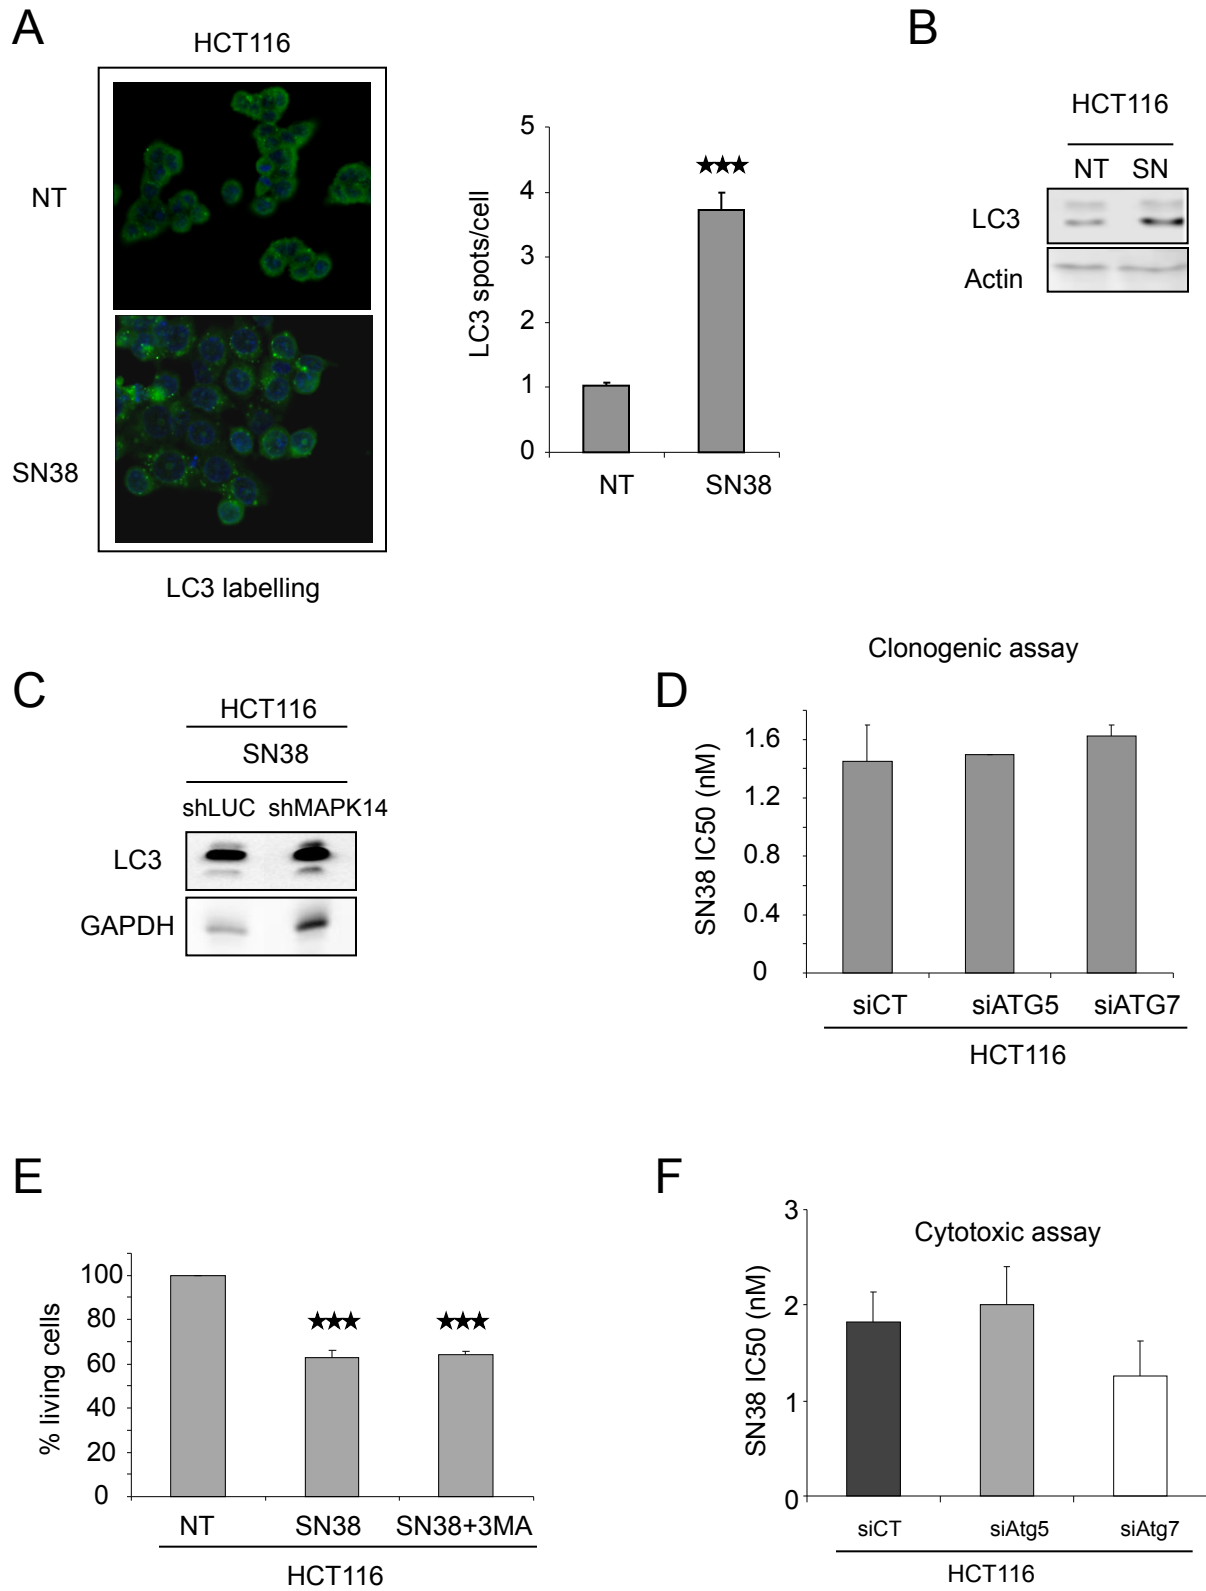 A
HCT116
NT
SN38
LC3 labelling
5
4
3
2
1
0
LC3 spots/cell
★★★
NT SN38
B
HCT116
NT SN
LC3
Actin
C
HCT116
SN38
shLUC shMAPK14
LC3
GAPDH
D
Clonogenic assay
SN38 IC50 (nM)
1.6
1.2
0.8
0.4
0
siCT siATG5 siATG7
HCT116
E
% living cells
100
80
60
40
20
0
★★★ ★★★
NT SN38 SN38+3MA
HCT116
F
Cytotoxic assay
SN38 IC50 (nM)
3
2
1
0
siCT siAtg5 siAtg7
HCT116